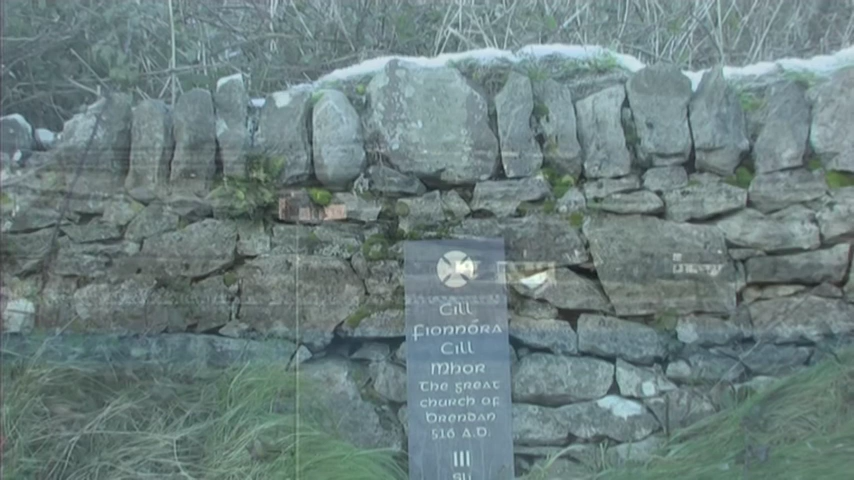 Cill
Fionnóra
Cill
Mhor
The great
church of
Brendan
516 A.D.
III